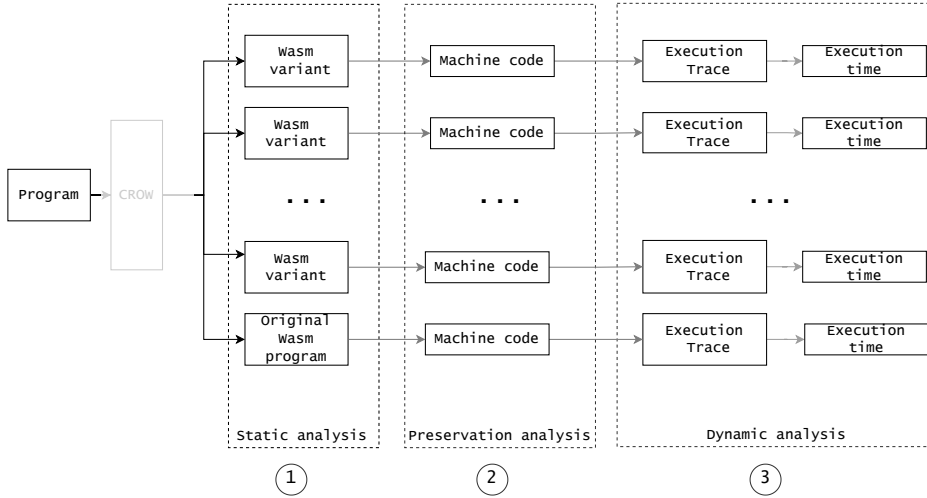 Wasm
variant
Machine code
Execution
Trace
Execution
time
Wasm
variant
Machine code
Execution
Trace
Execution
time
Program
CROW
...
...
...
Wasm
variant
Machine code
Execution
Trace
Execution
time
Original
Wasm
program
Machine code
Execution
Trace
Execution
time
Static analysis
Preservation analysis
Dynamic analysis
1
2
3